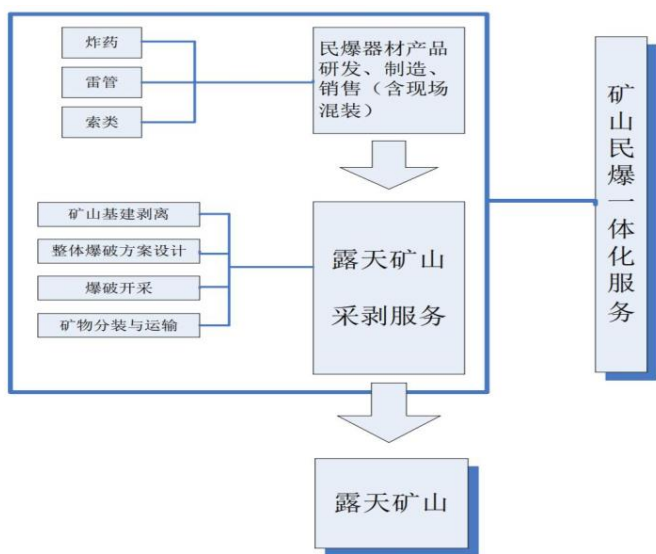 炸药
雷管
索类
民爆器材产品
研发、制造、
销售（含现场
混装）
矿山基建剥离
整体爆破方案设计
爆破开采
矿物分装与运输
露天矿山
采剥服务
矿山民爆一体化服务
露天矿山